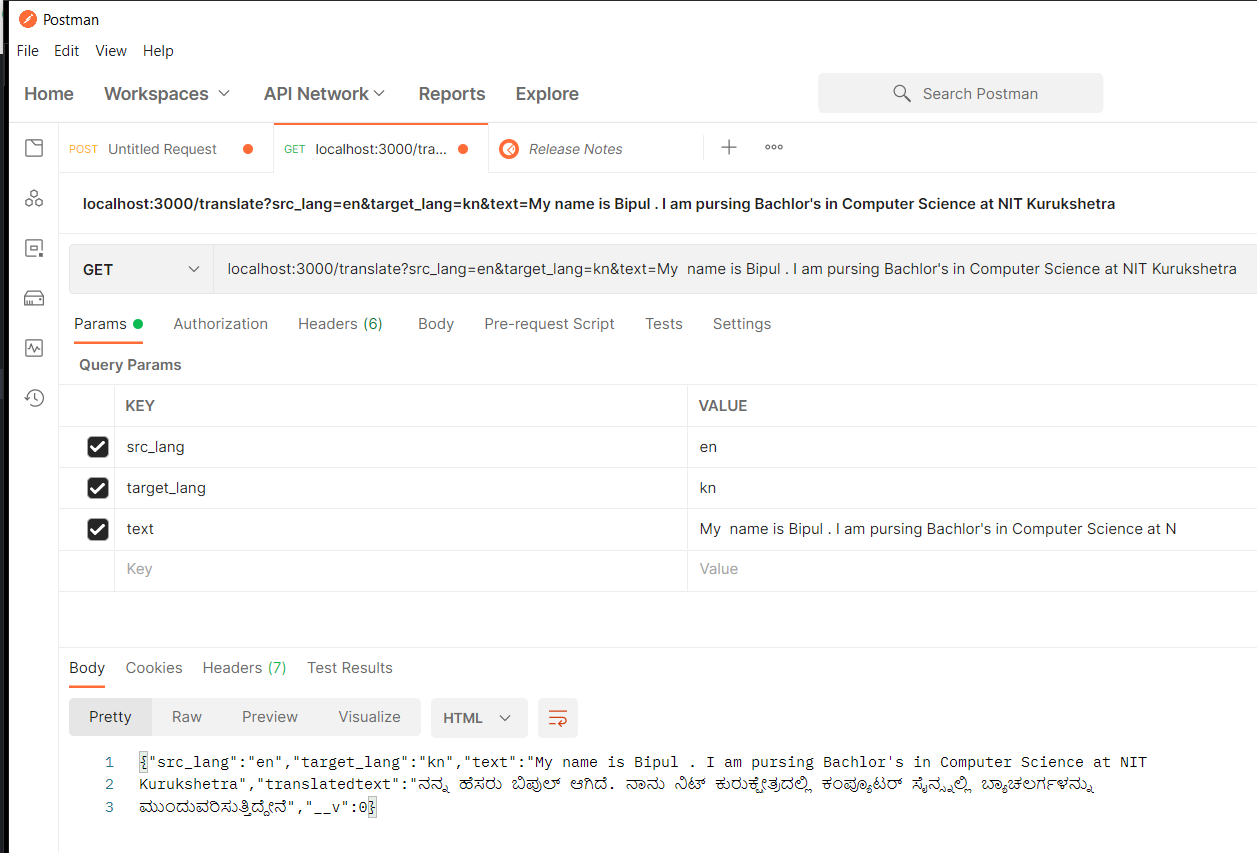 Postman
File Edit View Help
Home Workspaces API Network Reports Explore Search Postman
POST Untitled Request GET localhost:3000/tra... Release Notes
localhost:3000/translate?src_lang=en&target_lang=kn&text=My name is Bipul . I am pursing Bachlor's in Computer Science at NIT Kurukshetra
GET localhost:3000/translate?src_lang=en&target_lang=kn&text=My  name is Bipul . I am pursing Bachlor's in Computer Science at NIT Kurukshetra
Params Authorization Headers (6) Body Pre-request Script Tests Settings
Query Params
KEY VALUE
src_lang en
target_lang kn
text My  name is Bipul . I am pursing Bachlor's in Computer Science at N
Key Value
Body Cookies Headers (7) Test Results
Pretty Raw Preview Visualize HTML
1 {"src_lang":"en","target_lang":"kn","text":"My name is Bipul . I am pursing Bachlor's in Computer Science at NIT
2 Kurukshetra","translatedtext":"ನನ್ನ ಹೆಸರು ಬಿಪುಲ್ ಆಗಿದೆ. ನಾನು ನಿಟ್ ಕುರುಕ್ಷೇತ್ರದಲ್ಲಿ ಕಂಪ್ಯೂಟರ್ ಸೈನ್ಸ್ನಲ್ಲಿ ಬ್ಯಾಚಲರ್ಗಳನ್ನು
3 ಮುಂದುವರಿಸುತ್ತಿದ್ದೇನೆ","__v":0}